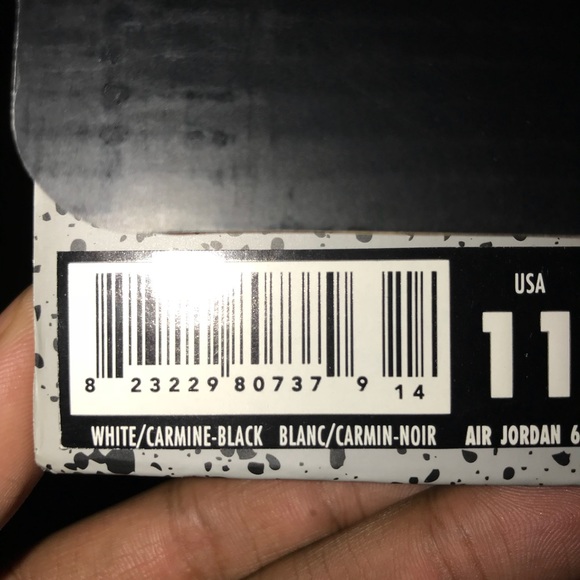 USA
11
8 23229 80737 9 14
WHITE/CARMINE-BLACK BLANC/CARMIN-NOIR
AIR JORDAN 6